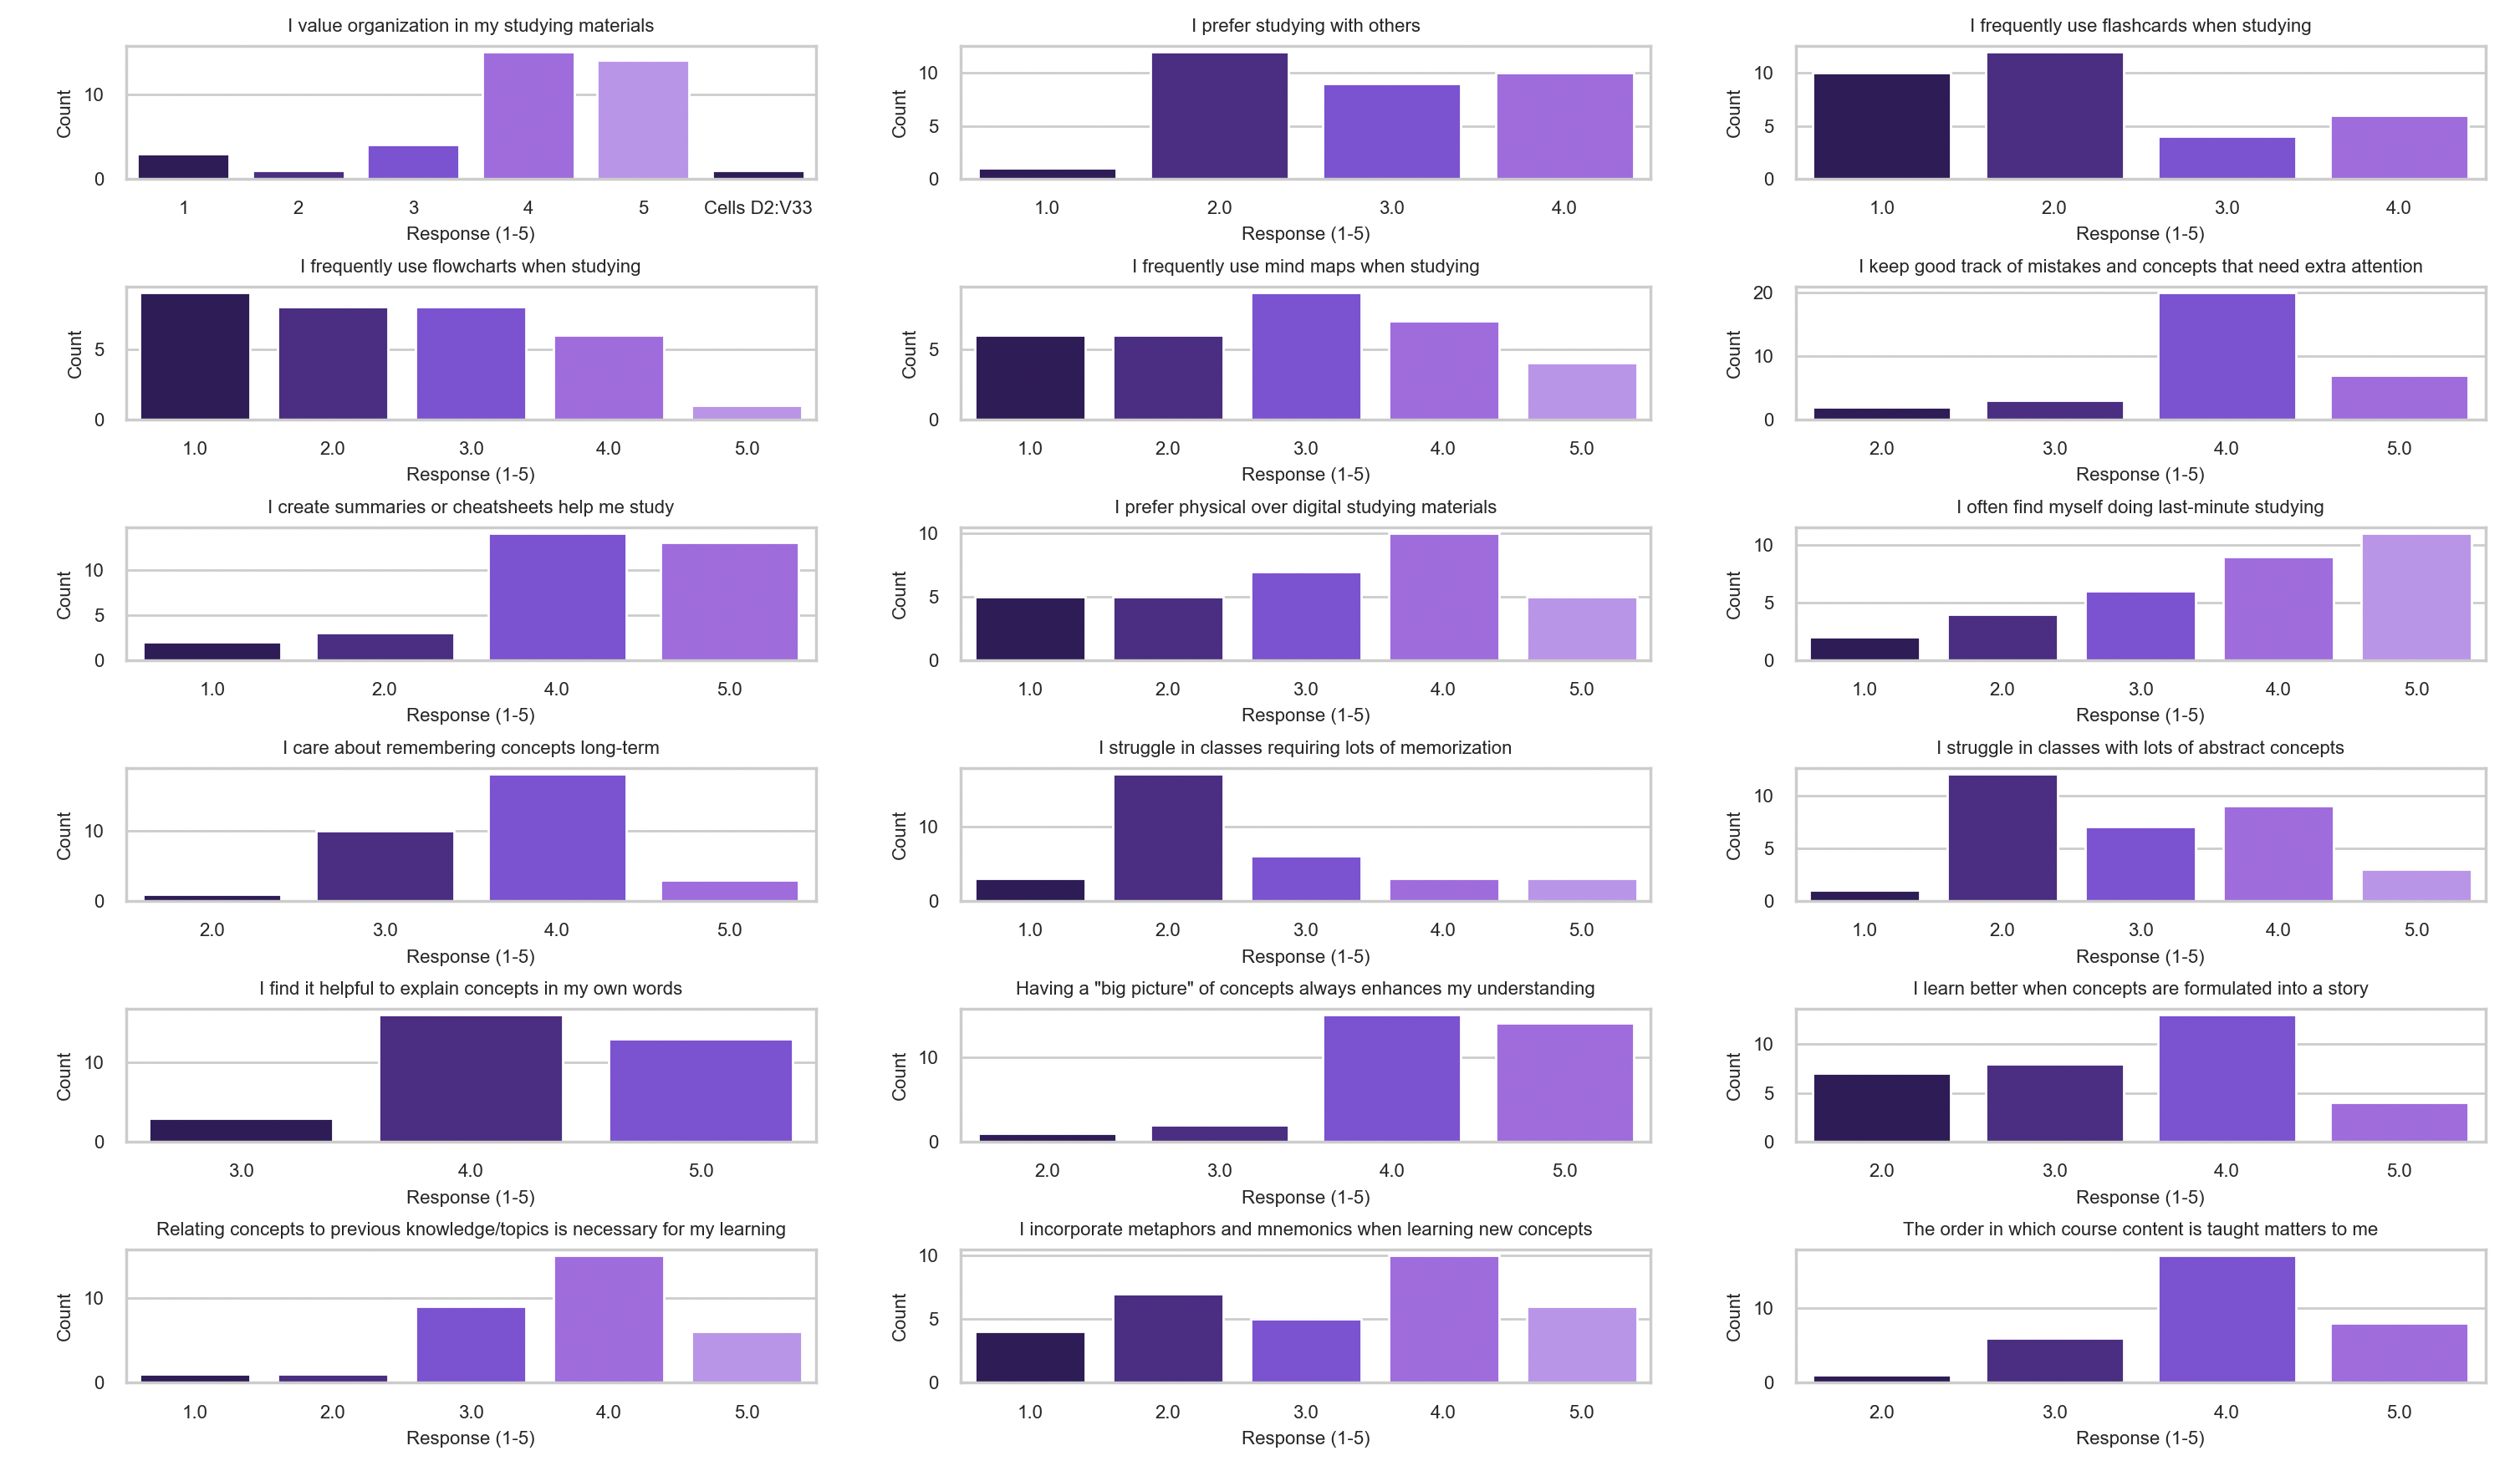 I value organization in my studying materials
Count
10
0
1 2 3 4 5 Cells D2:V33
Response (1-5)
I prefer studying with others
Count
10
5
0
1.0 2.0 3.0 4.0
Response (1-5)
I frequently use flashcards when studying
Count
10
5
0
1.0 2.0 3.0 4.0
Response (1-5)
I frequently use flowcharts when studying
Count
5
0
1.0 2.0 3.0 4.0 5.0
Response (1-5)
I frequently use mind maps when studying
Count
5
0
1.0 2.0 3.0 4.0 5.0
Response (1-5)
I keep good track of mistakes and concepts that need extra attention
Count
20
10
0
2.0 3.0 4.0 5.0
Response (1-5)
I create summaries or cheatsheets help me study
Count
10
5
0
1.0 2.0 4.0 5.0
Response (1-5)
I prefer physical over digital studying materials
Count
10
5
0
1.0 2.0 3.0 4.0 5.0
Response (1-5)
I often find myself doing last-minute studying
Count
10
5
0
1.0 2.0 3.0 4.0 5.0
Response (1-5)
I care about remembering concepts long-term
Count
10
0
2.0 3.0 4.0 5.0
Response (1-5)
I struggle in classes requiring lots of memorization
Count
10
0
1.0 2.0 3.0 4.0 5.0
Response (1-5)
I struggle in classes with lots of abstract concepts
Count
10
5
0
1.0 2.0 3.0 4.0 5.0
Response (1-5)
I find it helpful to explain concepts in my own words
Count
10
0
3.0 4.0 5.0
Response (1-5)
Having a "big picture" of concepts always enhances my understanding
Count
10
0
2.0 3.0 4.0 5.0
Response (1-5)
I learn better when concepts are formulated into a story
Count
10
5
0
2.0 3.0 4.0 5.0
Response (1-5)
Relating concepts to previous knowledge/topics is necessary for my learning
Count
10
0
1.0 2.0 3.0 4.0 5.0
Response (1-5)
I incorporate metaphors and mnemonics when learning new concepts
Count
10
5
0
1.0 2.0 3.0 4.0 5.0
Response (1-5)
The order in which course content is taught matters to me
Count
10
0
2.0 3.0 4.0 5.0
Response (1-5)